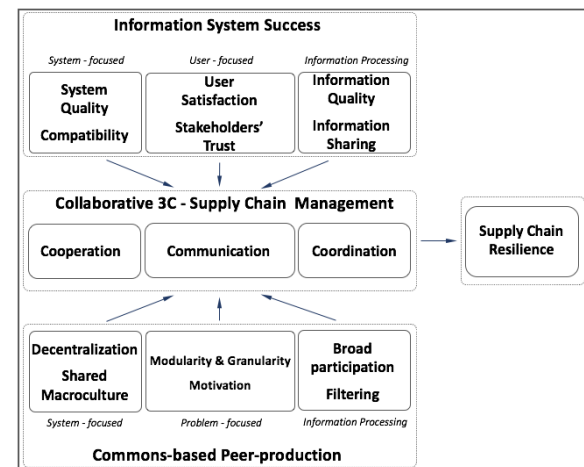 Information System Success
System - focused
User - focused
Information Processing
System
Quality
Compatibility
User
Satisfaction
Stakeholders'
Trust
Information
Quality
Information
Sharing
Collaborative 3C - Supply Chain Management
Cooperation
Communication
Coordination
Supply Chain
Resilience
Decentralization
Shared
Macroculture
Modularity & Granularity
Motivation
Broad
participation
Filtering
System - focused
Problem - focused
Information Processing
Commons-based Peer-production